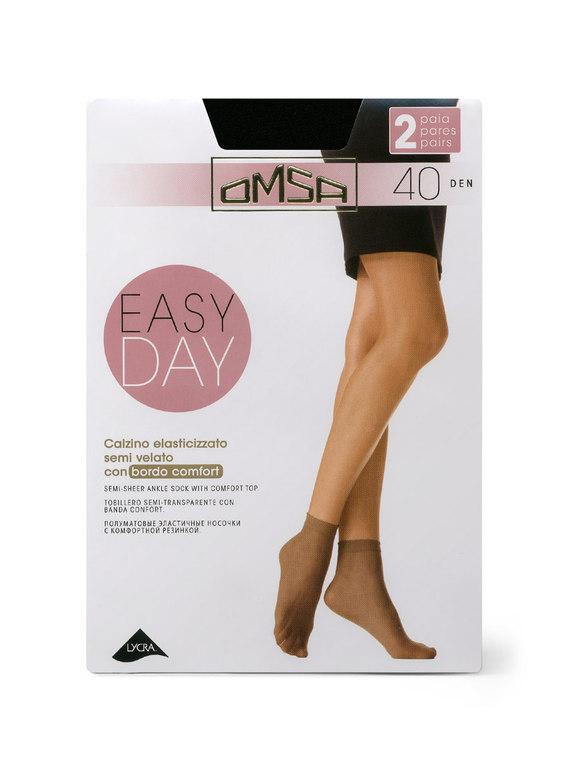 2 paia
pares
pairs
OMSA
40 DEN
EASY
DAY
Calzino elasticizzato
semi velato
con bordo comfort
SEMI-SHEER ANKLE SOCK WITH COMFORT TOP.
TOBILLERO SEMI-TRANSPARENTE CON
BANDA CONFORT.
ПОЛУМАТОВЫЕ ЭЛАСТИЧНЫЕ НОСОЧКИ
С КОМФОРТНОЙ РЕЗИНКОЙ.
LYCRA